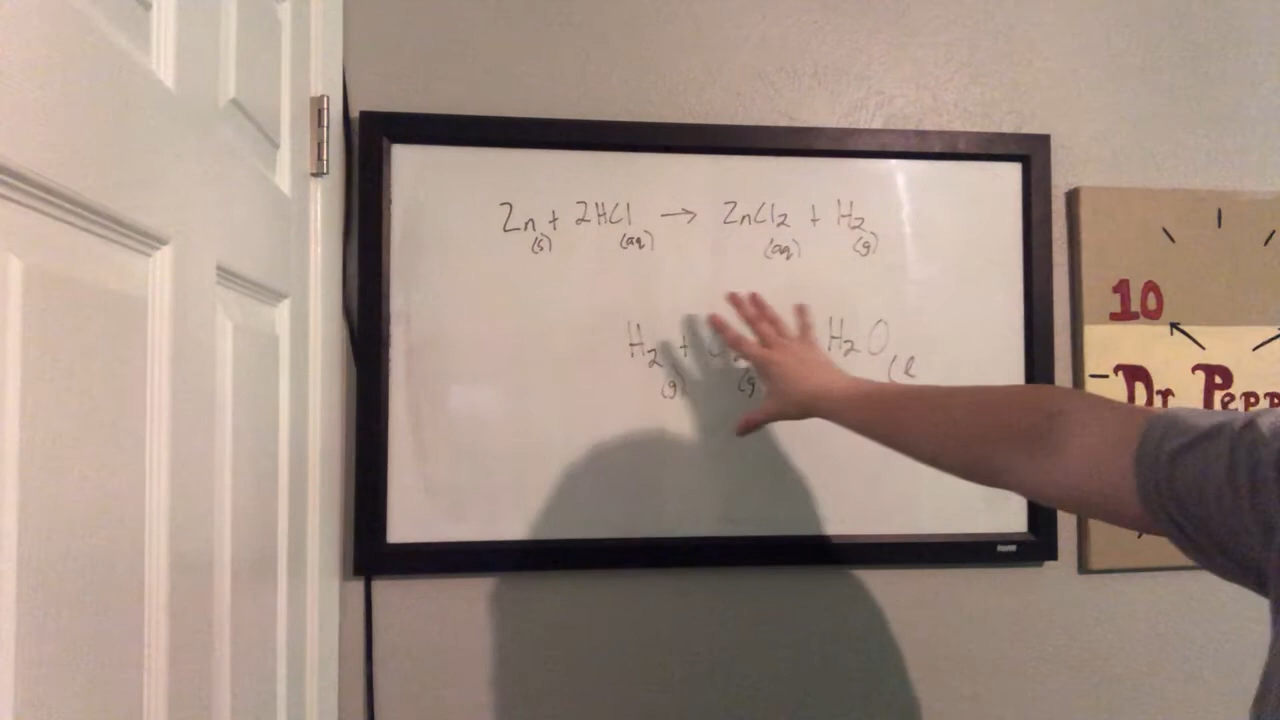 Zn(s) + 2HCl(aq) → ZnCl2(aq) + H2(g)
H2(g) + H2O
10
- Dr Pepp